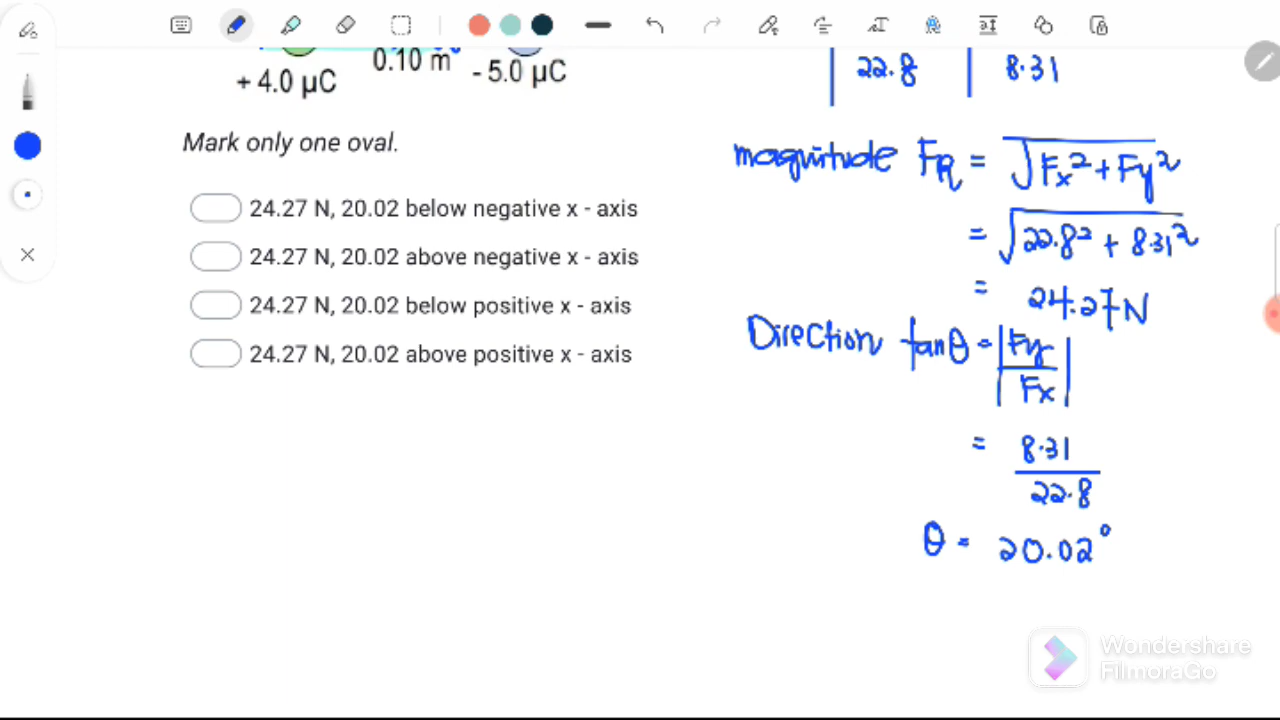 + 4.0 µC
0.10 m
- 5.0 µC
Mark only one oval.
24.27 N, 20.02 below negative x - axis
24.27 N, 20.02 above negative x - axis
24.27 N, 20.02 below positive x - axis
24.27 N, 20.02 above positive x - axis
22.8 8.31
magnitude FR = √Fx² + Fy²
= √22.8² + 8.31²
= 24.27N
Direction tanθ = |Fy
Fx|
= 8.31
22.8
θ = 20.02°
Wondershare
FilmoraGo